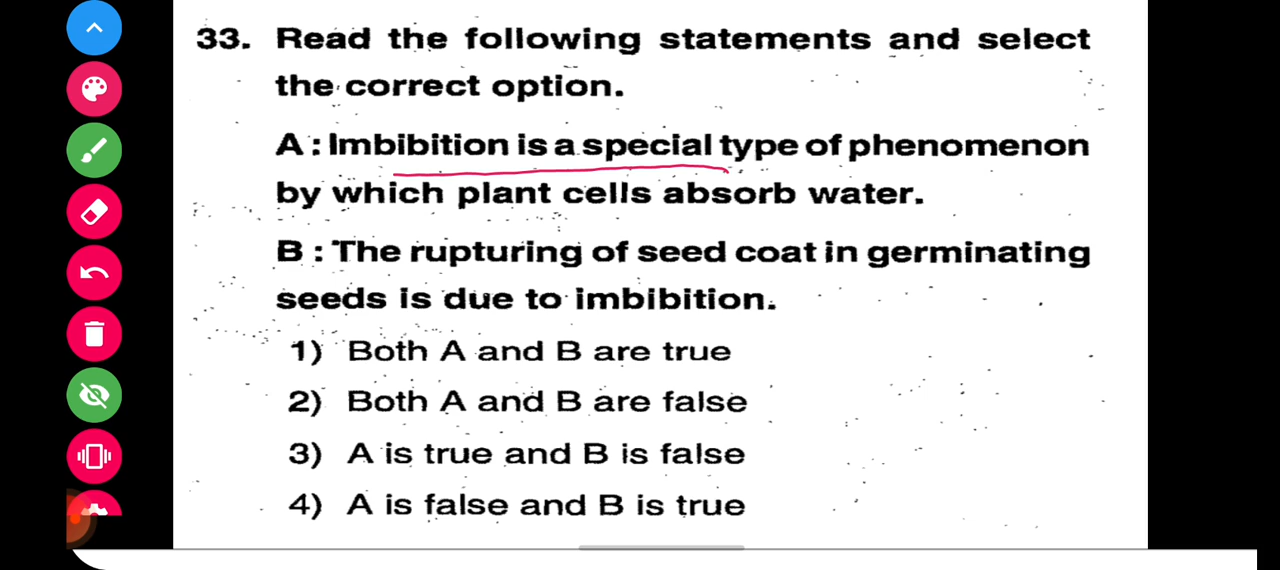 33. Read the following statements and select
the correct option.
A : Imbibition is a special type of phenomenon
by which plant cells absorb water.
B : The rupturing of seed coat in germinating
seeds is due to imbibition.
1) Both A and B are true
2) Both A and B are false
3) A is true and B is false
4) A is false and B is true